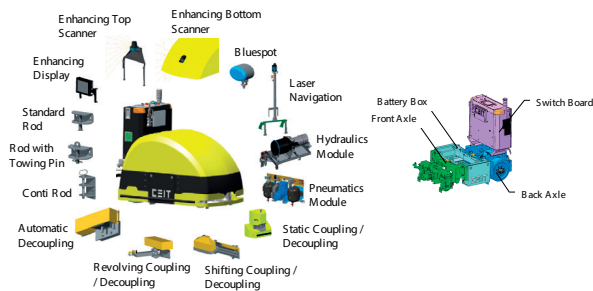 Enhancing Top
Scanner
Enhancing Bottom
Scanner
Bluespot
Enhancing
Display
Laser
Navigation
Standard
Rod
Rod with
Towing Pin
Hydraulics
Module
Conti Rod
Pneumatics
Module
CEIT
Automatic
Decoupling
Static Coupling /
Decoupling
Revolving Coupling
/ Decoupling
Shifting Coupling /
Decoupling
Battery Box
Front Axle
Switch Board
Back Axle
CEIT